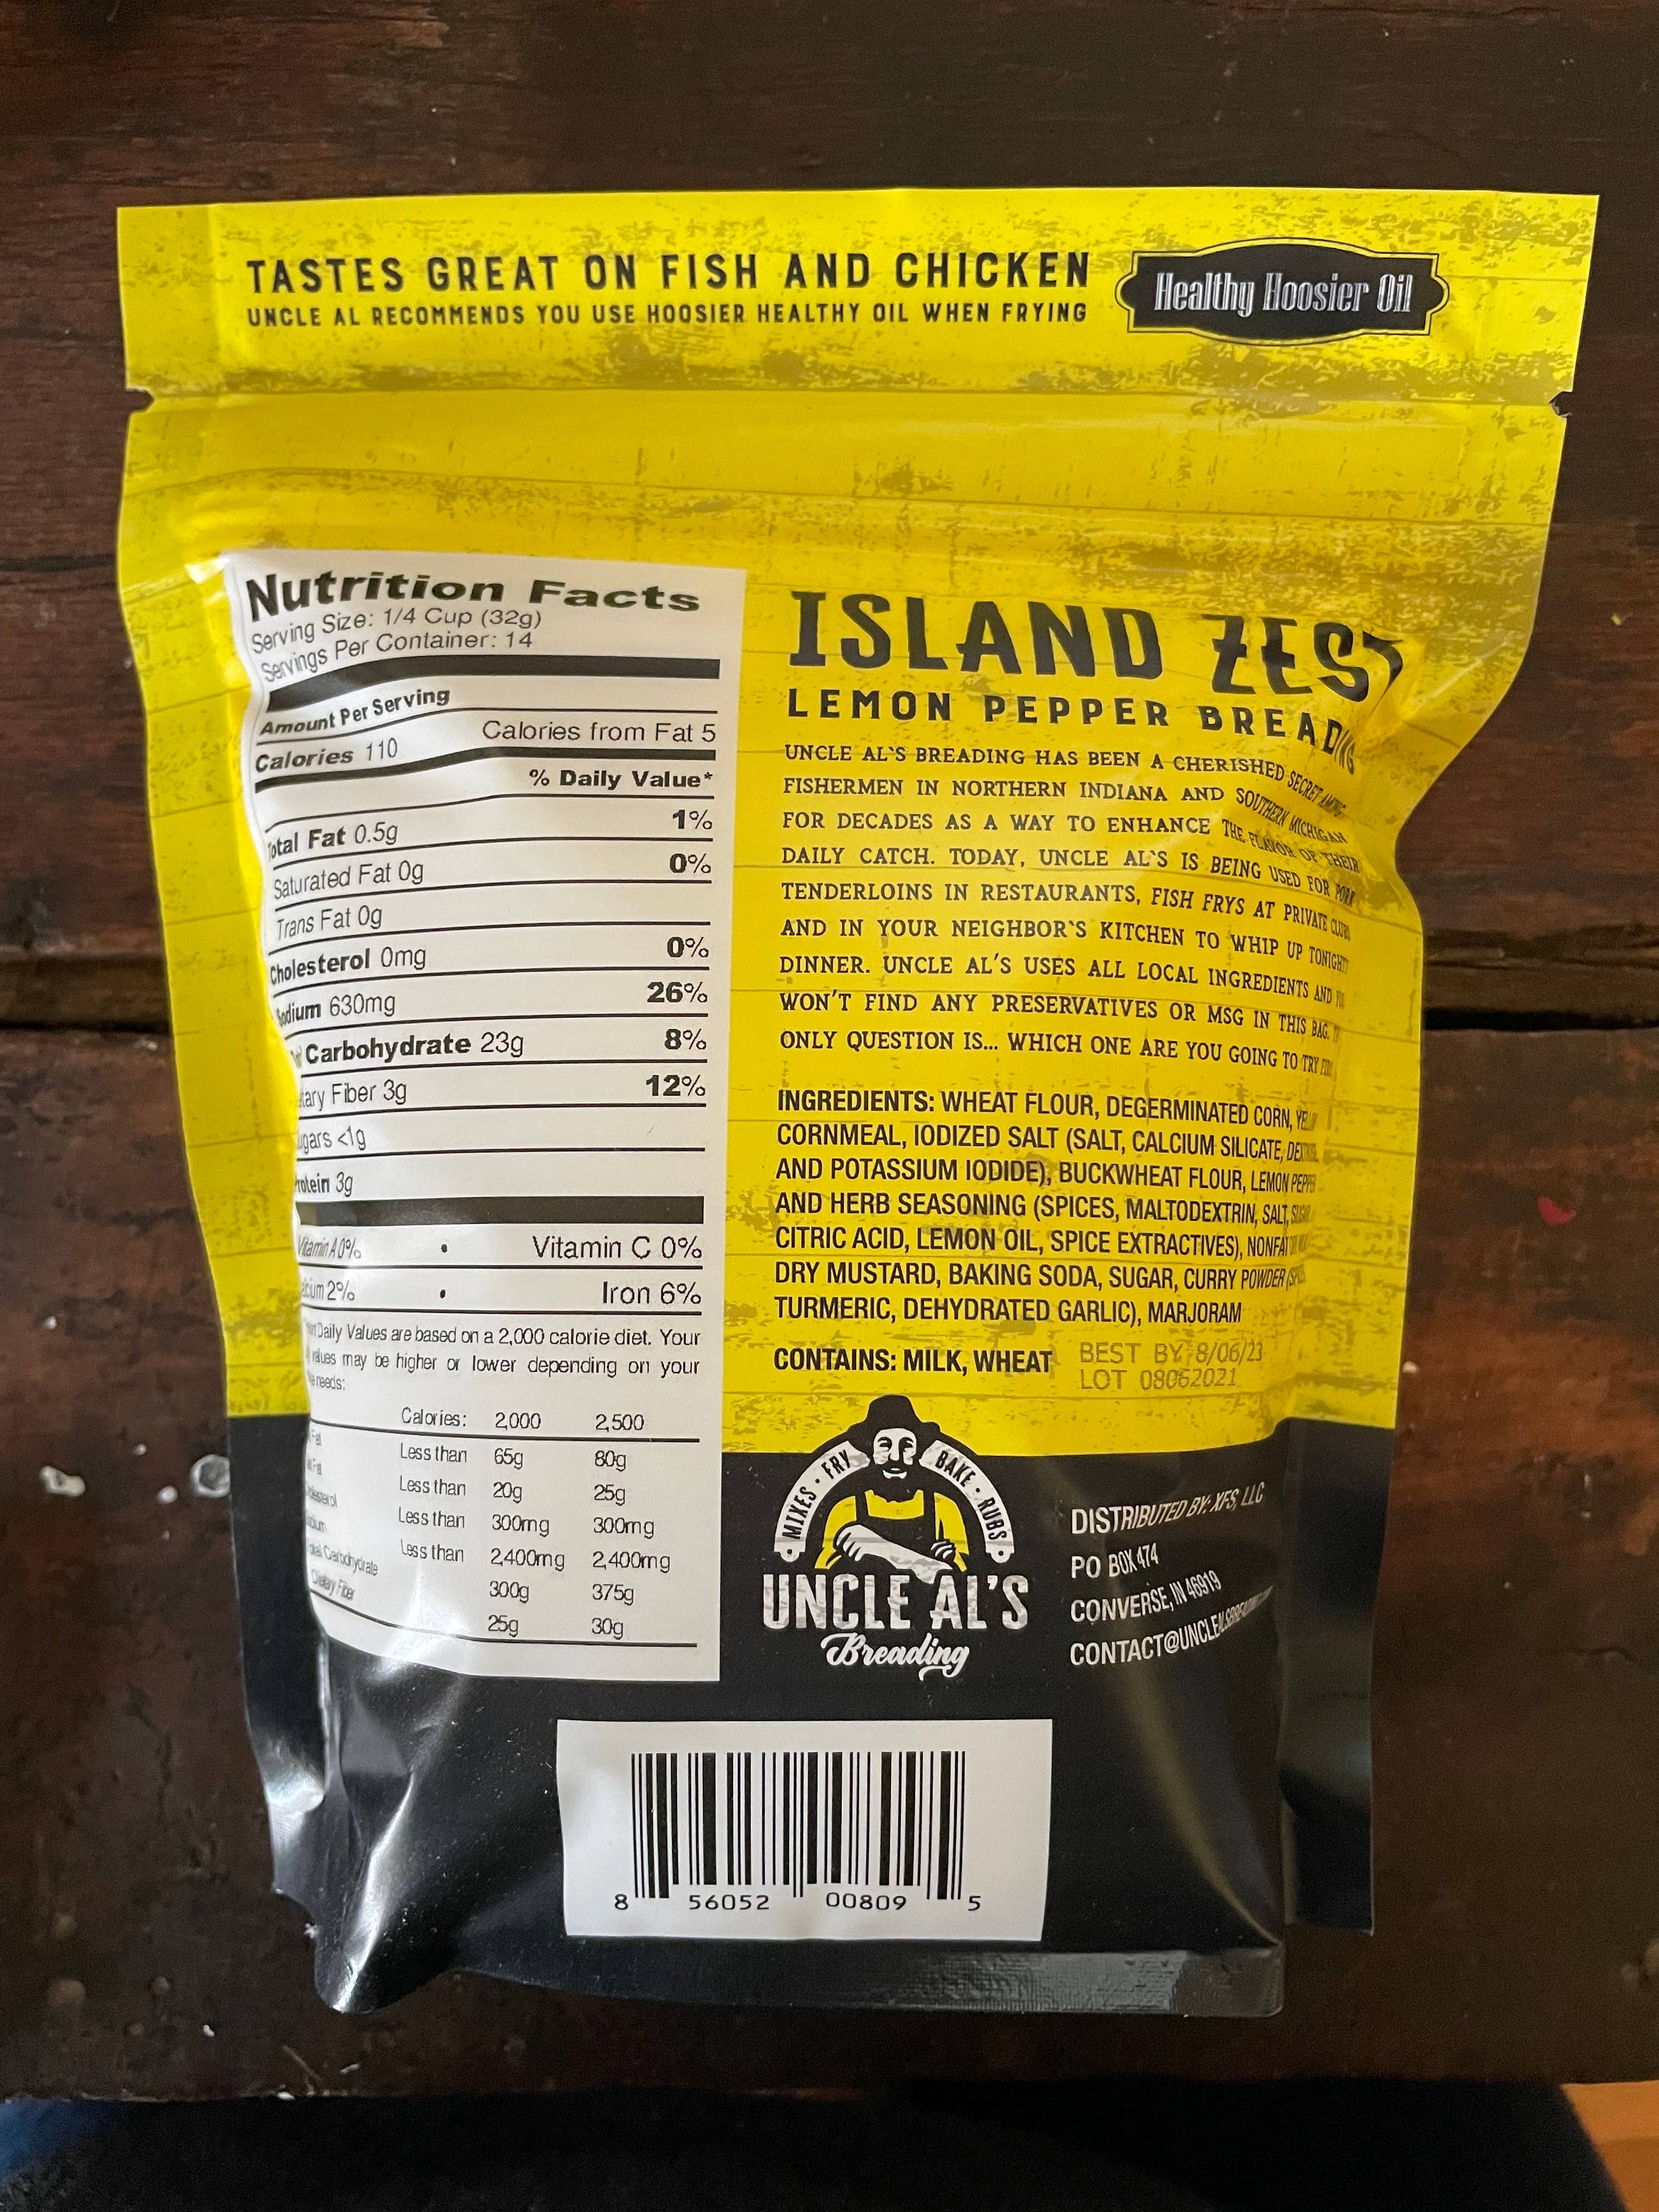 TASTES GREAT ON FISH AND CHICKEN
UNCLE AL RECOMMENDS YOU USE HOOSIER HEALTHY OIL WHEN FRYING
Healthy Hoosier Oil
Nutrition Facts
Serving Size: 1/4 Cup (32g)
Servings Per Container: 14
Amount Per Serving
Calories 110 Calories from Fat 5
% Daily Value*
Total Fat 0.5g 1%
Saturated Fat 0g 0%
Trans Fat 0g
Cholesterol 0mg 0%
Sodium 630mg 26%
Carbohydrate 23g 8%
Fiber 3g 12%
Sugars <1g
Protein 3g
Vitamin A 0% • Vitamin C 0%
2% • Iron 6%
Daily Values are based on a 2,000 calorie diet. Your
values may be higher or lower depending on your
needs:
Calories: 2,000 2,500
Less than 65g 80g
Less than 20g 25g
Less than 300mg 300mg
Less than 2,400mg 2,400mg
Total Carbohydrate 300g 375g
Dietary Fiber 25g 30g
ISLAND ZEST
LEMON PEPPER BREADING
UNCLE AL`S BREADING HAS BEEN A CHERISHED SECRET AMONG
FISHERMEN IN NORTHERN INDIANA AND SOUTHERN MICHIGAN
FOR DECADES AS A WAY TO ENHANCE THE FLAVOR OF THEIR
DAILY CATCH. TODAY, UNCLE AL`S IS BEING USED FOR PORK
TENDERLOINS IN RESTAURANTS, FISH FRYS AT PRIVATE CLUBS
AND IN YOUR NEIGHBOR`S KITCHEN TO WHIP UP TONIGHT'
DINNER. UNCLE AL'S USES ALL LOCAL INGREDIENTS AND
WON'T FIND ANY PRESERVATIVES OR MSG IN THIS BAG.
ONLY QUESTION IS... WHICH ONE ARE YOU GOING TO TRY
INGREDIENTS: WHEAT FLOUR, DEGERMINATED CORN,
CORNMEAL, IODIZED SALT (SALT, CALCIUM SILICATE,
AND POTASSIUM IODIDE), BUCKWHEAT FLOUR, LEMON PEPPER
AND HERB SEASONING (SPICES, MALTODEXTRIN, SALT,
CITRIC ACID, LEMON OIL, SPICE EXTRACTIVES), NONFAT
DRY MUSTARD, BAKING SODA, SUGAR, CURRY POWDER
TURMERIC, DEHYDRATED GARLIC), MARJORAM
CONTAINS: MILK, WHEAT
BEST BY 8/06/23
LOT 08062021
MIXES • FRY BAKE • RUBS
UNCLE AL'S
Breading
DISTRIBUTED BY: XFS, LLC
PO BOX 474
CONVERSE, IN 46919
8 56052 00809 5